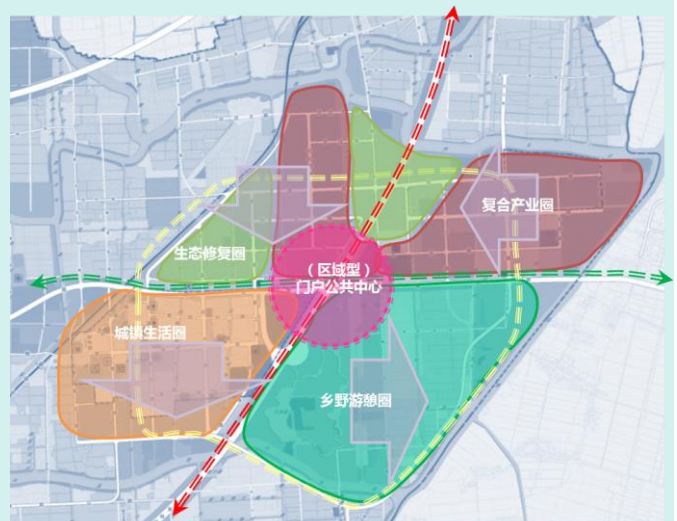 复合产业圈
生态修复圈
（区域型）
门户公共中心
城镇生活圈
乡野游憩圈